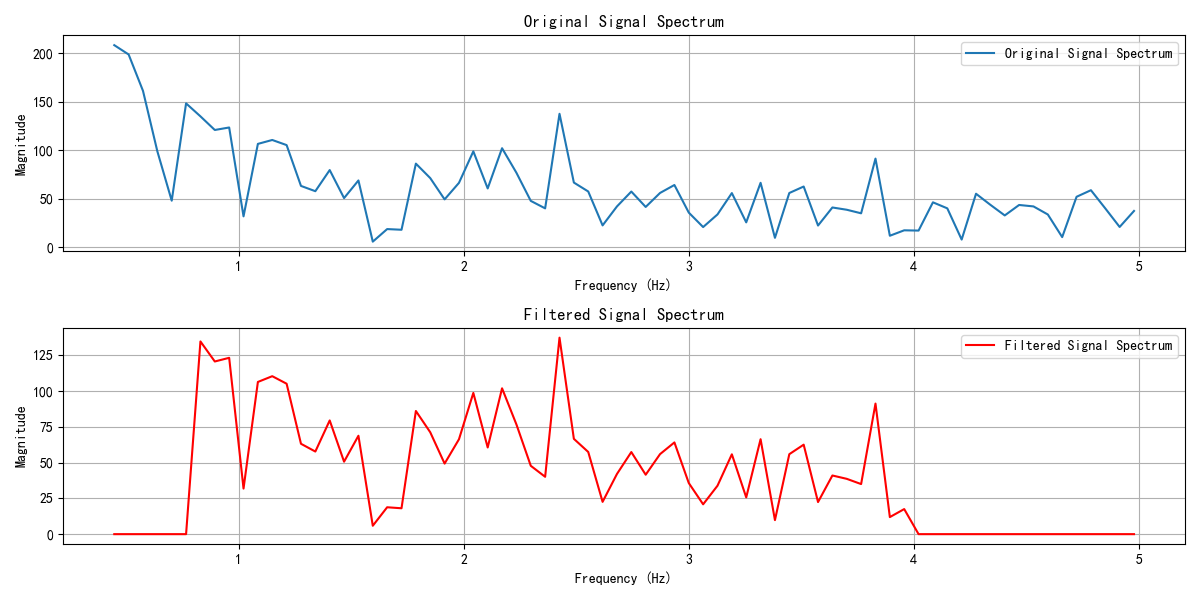 Original Signal Spectrum
Original Signal Spectrum
Magnitude
200
150
100
50
0
1 2 3 4 5
Frequency (Hz)
Filtered Signal Spectrum
Filtered Signal Spectrum
Magnitude
125
100
75
50
25
0
1 2 3 4 5
Frequency (Hz)